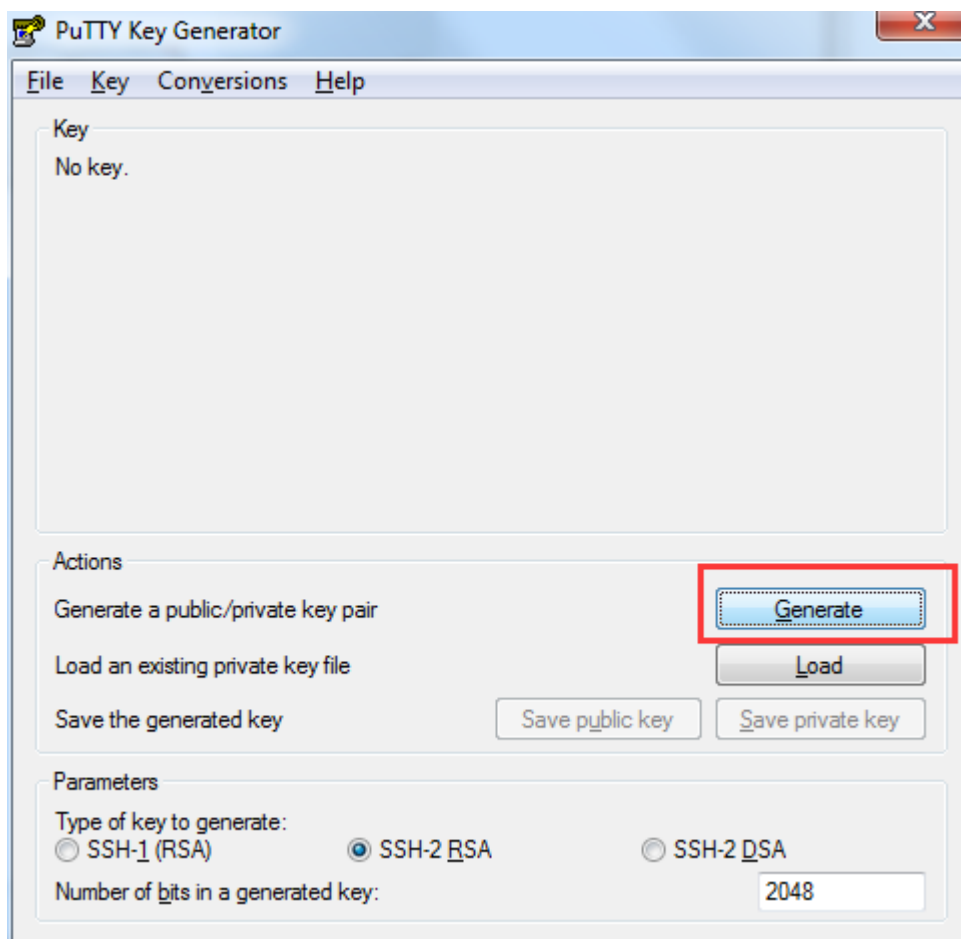 PuTTY Key Generator
File Key Conversions Help
Key
No key.
Actions
Generate a public/private key pair Generate
Load an existing private key file Load
Save the generated key Save public key Save private key
Parameters
Type of key to generate:
SSH-1 (RSA) SSH-2 RSA SSH-2 DSA
Number of bits in a generated key: 2048